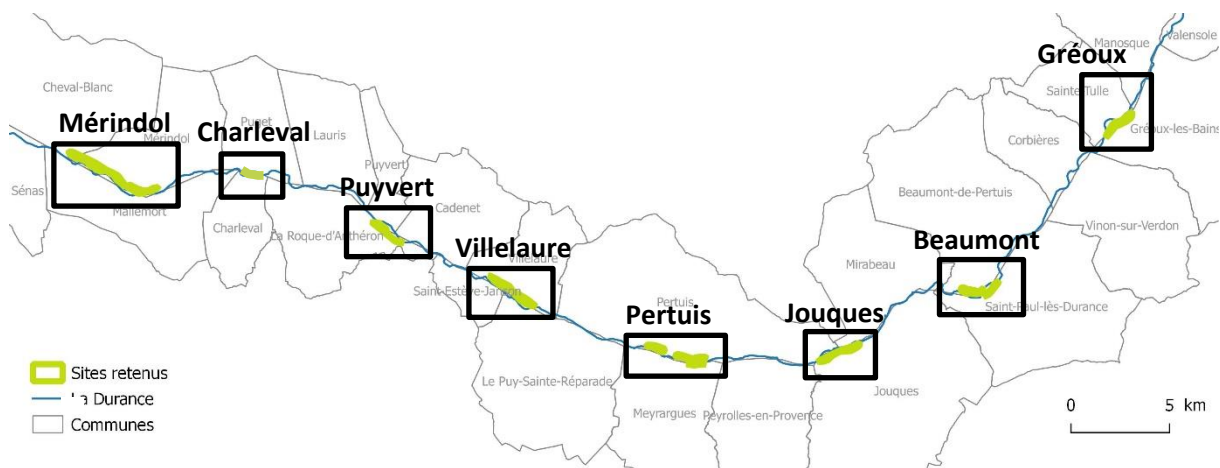 Manosque
Valensole
Gréoux
Sainte Tulle
Cheval-Blanc
Gréoux-les-Bains
Mérindol
Mérindol
Charleval
Puget
Lauris
Corbières
Puyvert
Puyvert
Sénas
Mallemort
Cadenet
Beaumont-de-Pertuis
Charleval
La Roque-d'Anthéron
Vinon-sur-Verdon
Villelaure
Villelaure
Beaumont
Mirabeau
Saint-Estève-Janson
Saint-Paul-lès-Durance
Pertuis
Pertuis
Jouques
Le Puy-Sainte-Réparade
Jouques
Meyrargues
Peyrolles-en-Provence
Sites retenus
La Durance
Communes
0 5 km